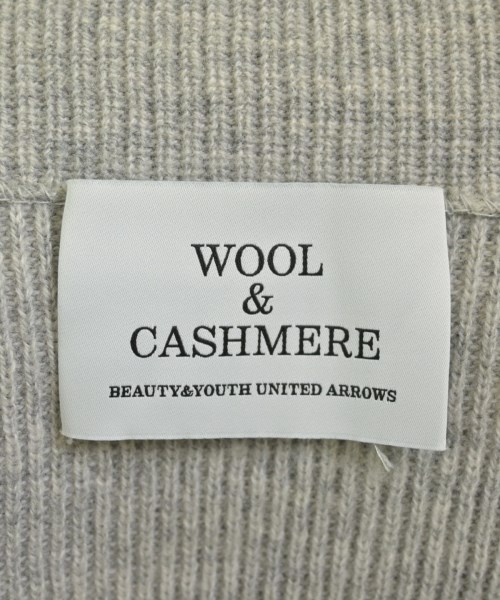 WOOL
&
CASHMERE
BEAUTY&YOUTH UNITED ARROWS